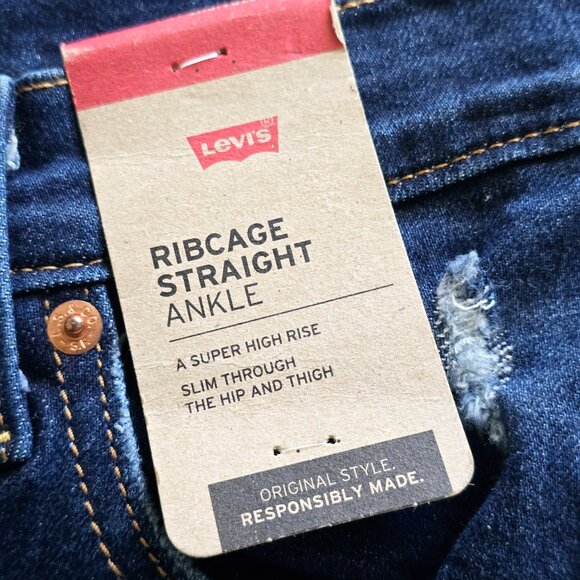 Levi's®
RIBCAGE
STRAIGHT
ANKLE
A SUPER HIGH RISE
SLIM THROUGH
THE HIP AND THIGH
ORIGINAL STYLE.
RESPONSIBLY MADE.